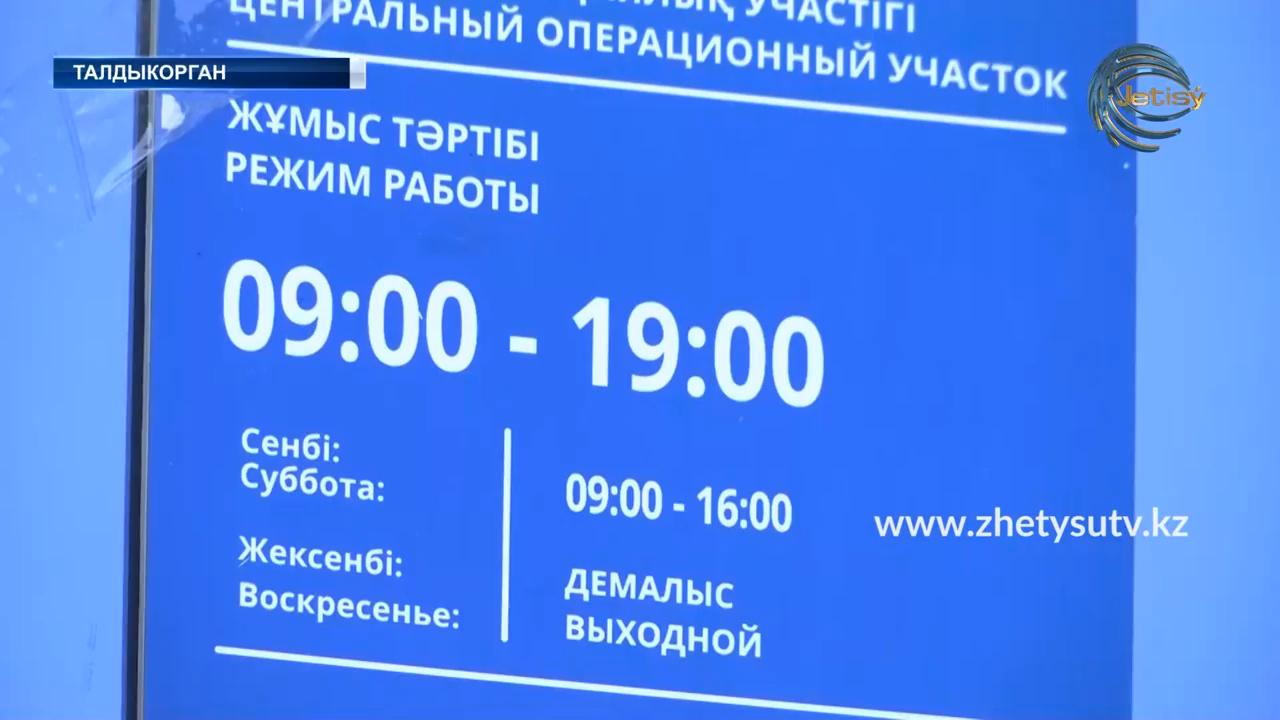 УЧАСТІГІ
ЦЕНТРАЛЬНЫЙ ОПЕРАЦИОННЫЙ УЧАСТОК
ТАЛДЫКОРГАН
Jetisý
ЖҰМЫС ТӘРТІБІ
РЕЖИМ РАБОТЫ
09:00 - 19:00
Сенбі:
Суббота:
09:00 - 16:00
www.zhetysutv.kz
Жексенбі:
Воскресенье:
ДЕМАЛЫС
ВЫХОДНОЙ